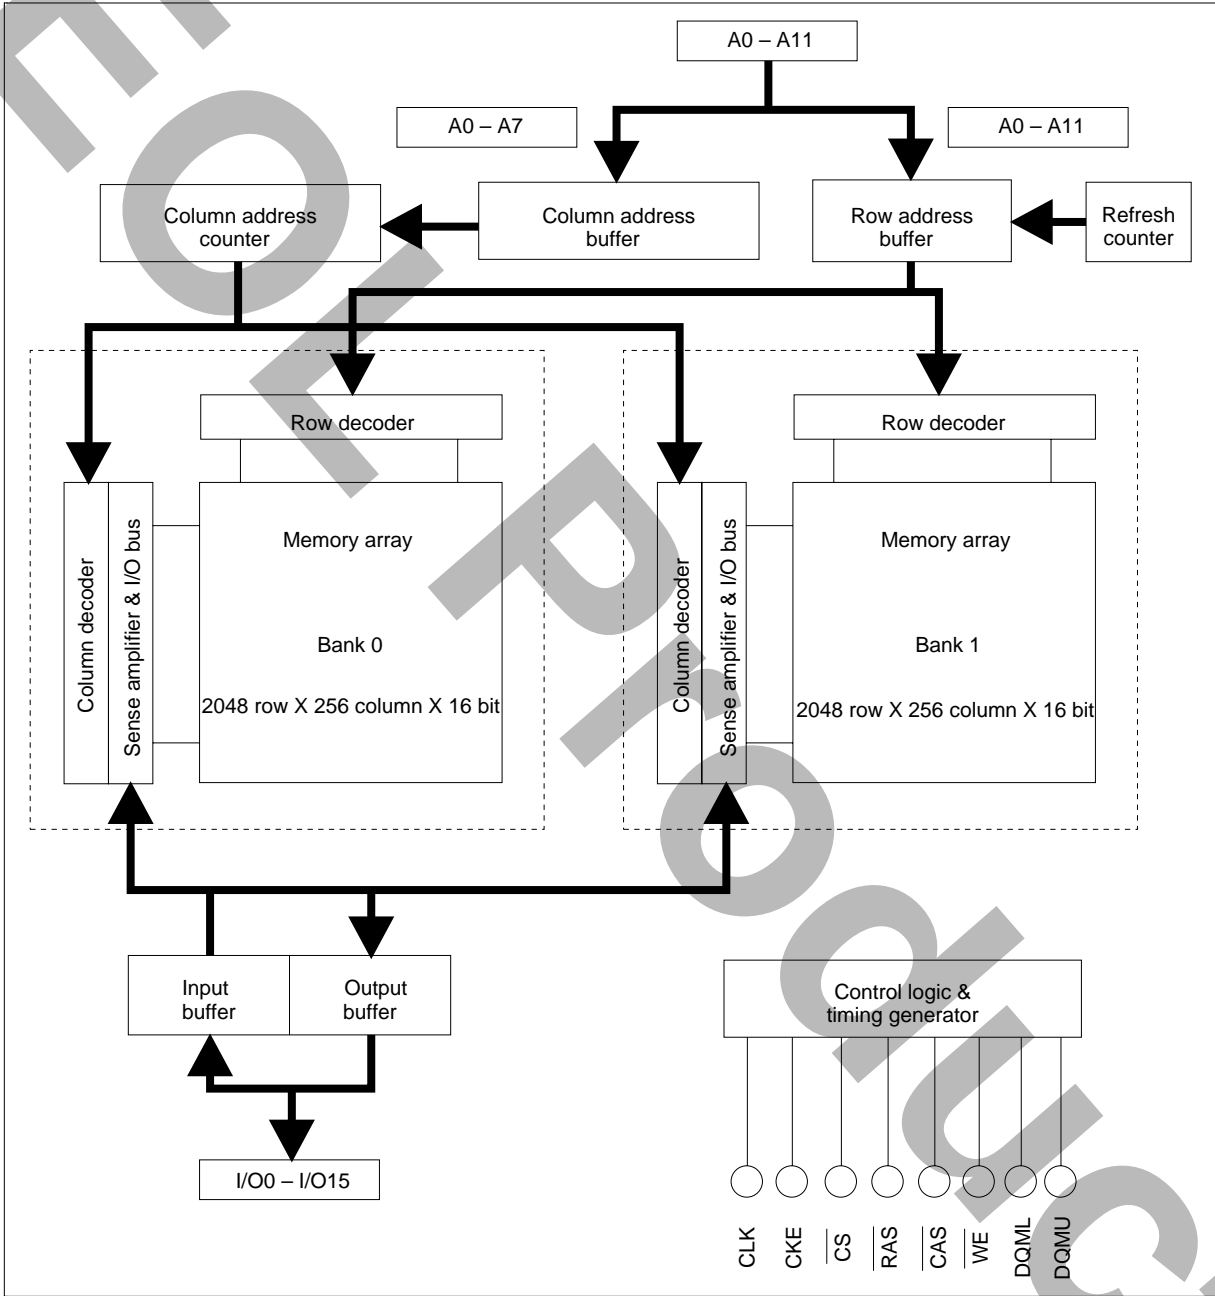 A0 – A11
A0 – A7
A0 – A11
Column address
counter
Column address
buffer
Row address
buffer
Refresh
counter
Row decoder
Row decoder
Column decoder
Sense amplifier & I/O bus
Memory array
Bank 0
2048 row X 256 column X 16 bit
Column decoder
Sense amplifier & I/O bus
Memory array
Bank 1
2048 row X 256 column X 16 bit
Input
buffer
Output
buffer
Control logic &
timing generator
I/O0 – I/O15
CLK
CKE
CS
RAS
CAS
WE
DQML
DQMU
EOL Product